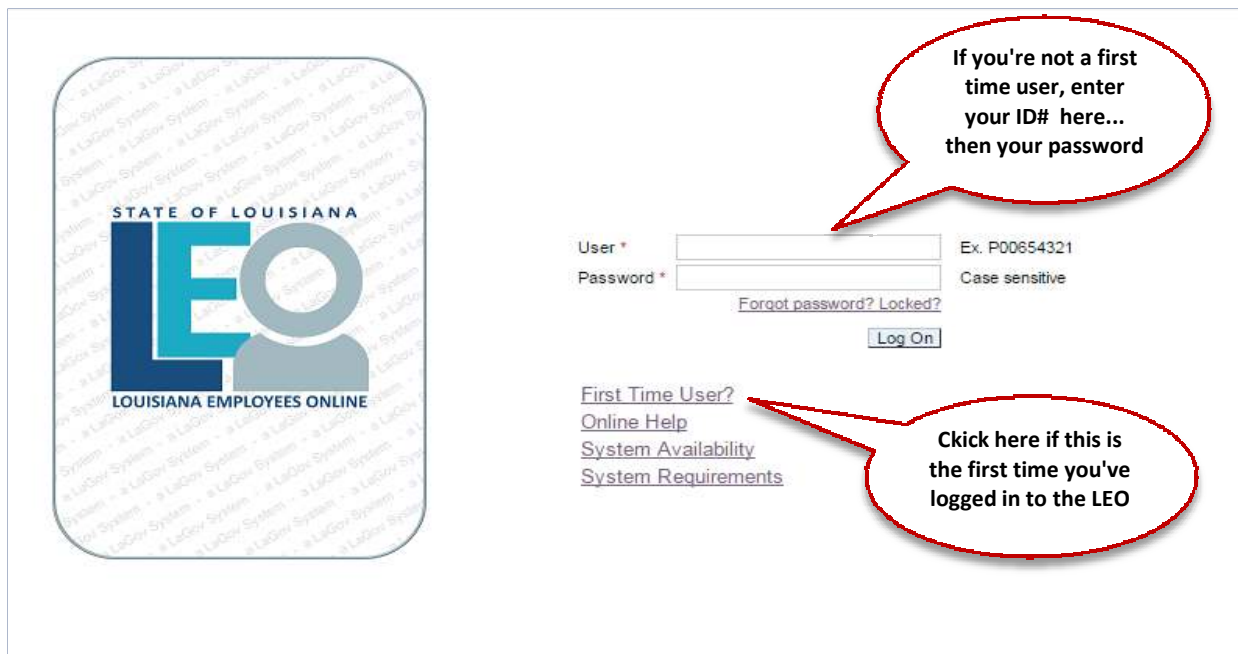 If you're not a first
time user, enter
your ID# here...
then your password
STATE OF LOUISIANA
LEO
LOUISIANA EMPLOYEES ONLINE
User * Ex. P00654321
Password * Case sensitive
Forgot password? Locked?
Log On
First Time User?
Online Help
System Availability
System Requirements
Ckick here if this is
the first time you've
logged in to the LEO